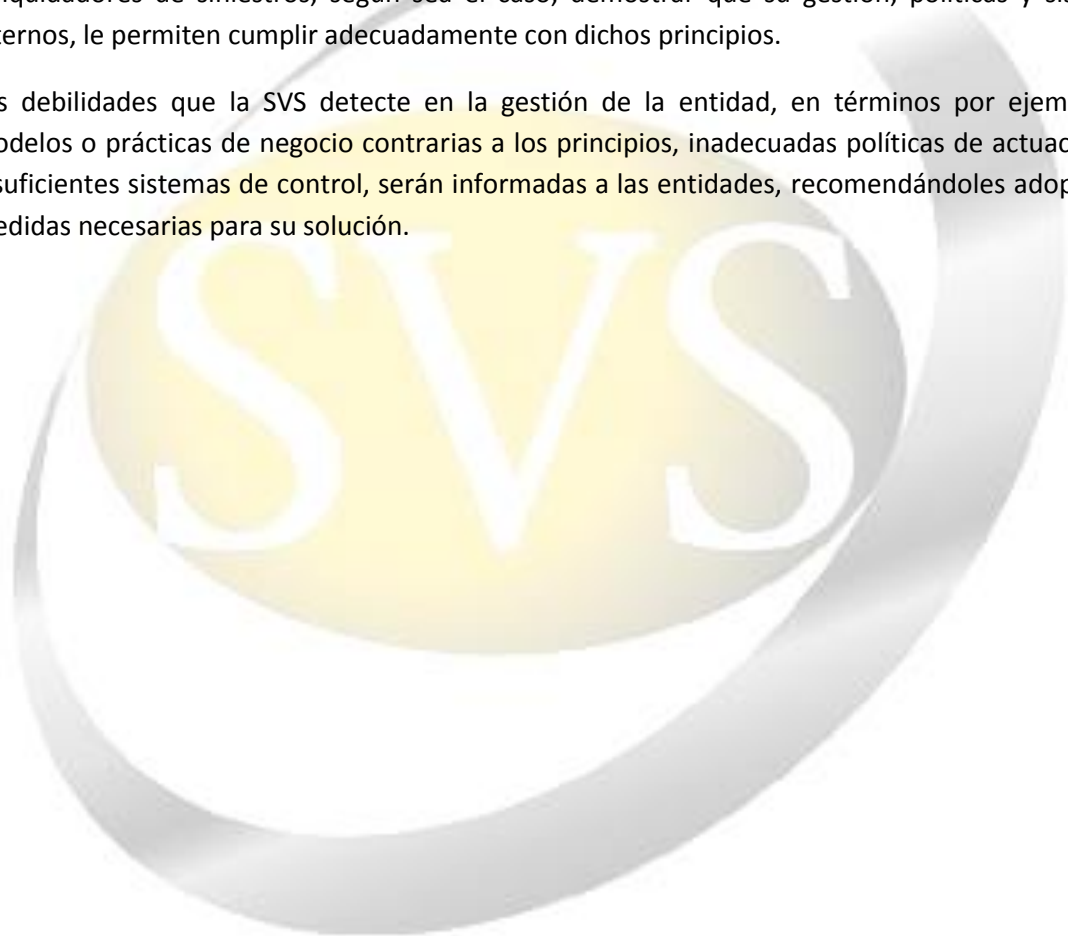 liquidadores de siniestros, según sea el caso, demostrar que su gestión, políticas y
ternos, le permiten cumplir adecuadamente con dichos principios.
s debilidades que la SVS detecte en la gestión de la entidad, en términos por ejem
odelos o prácticas de negocio contrarias a los principios, inadecuadas políticas de actuac
suficientes sistemas de control, serán informadas a las entidades, recomendándoles adop
edidas necesarias para su solución.
SVS